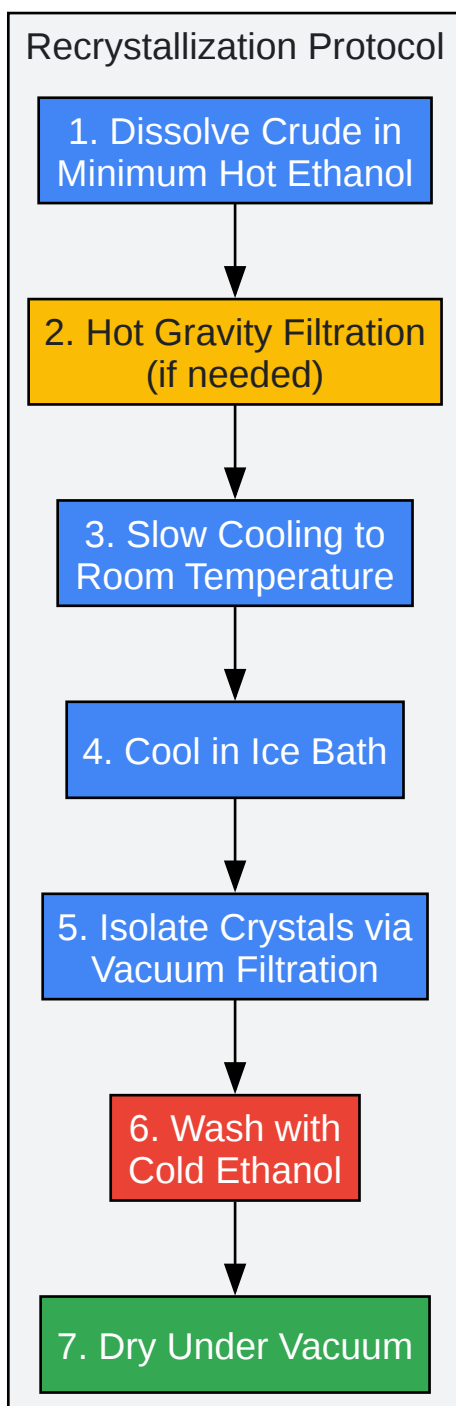 Recrystallization Protocol
1. Dissolve Crude in
Minimum Hot Ethanol
2. Hot Gravity Filtration
(if needed)
3. Slow Cooling to
Room Temperature
4. Cool in Ice Bath
5. Isolate Crystals via
Vacuum Filtration
6. Wash with
Cold Ethanol
7. Dry Under Vacuum